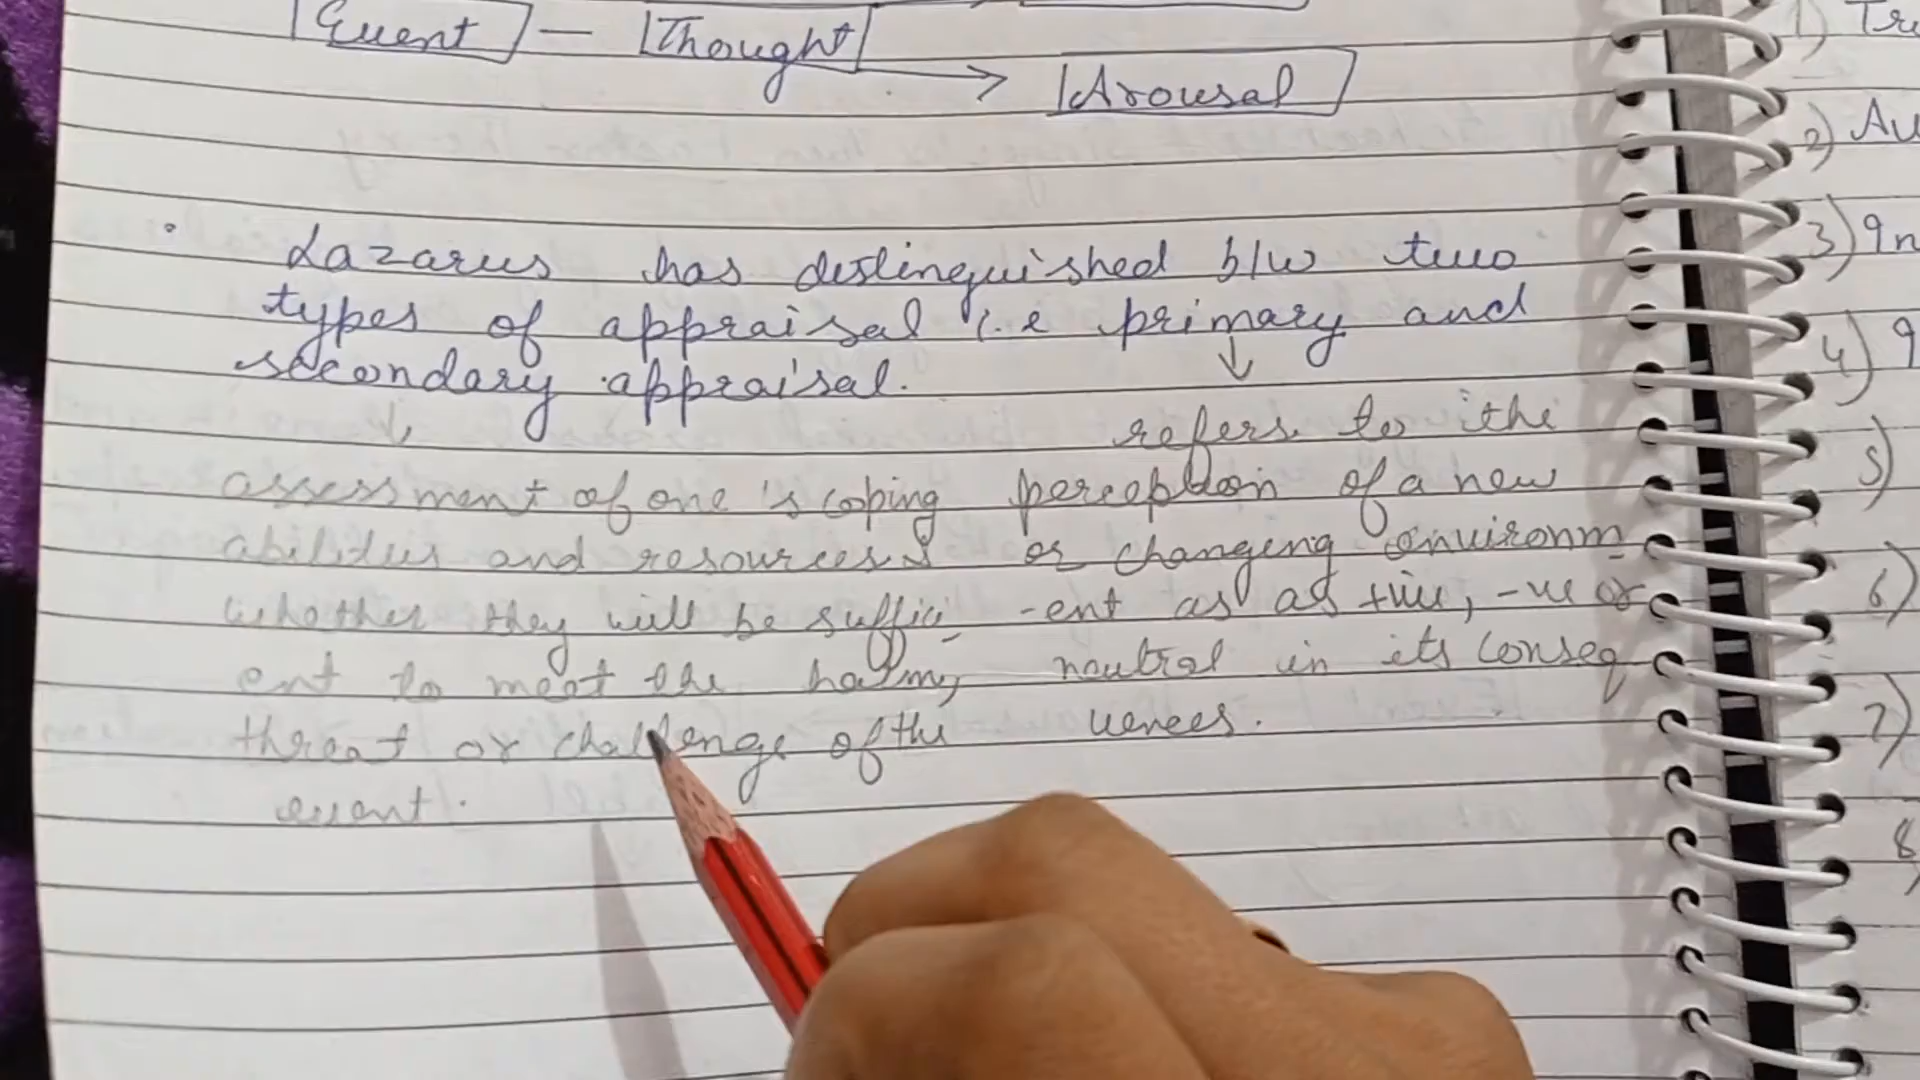 Event — Thought
→ Arousal
Lazarus has distinguished b/w two
types of appraisal i.e primary and
secondary appraisal.
↓
refers to the
perception of a new
or changing environm
-ent as as +ive, -ve or
neutral in its conseq
uences.
↓
assessment of one's coping
abilities and resources &
whether they will be suffici
ent to meet the harm,
threat or challenge of the
event.
1) Tr
2) Au
3) In
4)
5)
6)
7)
8